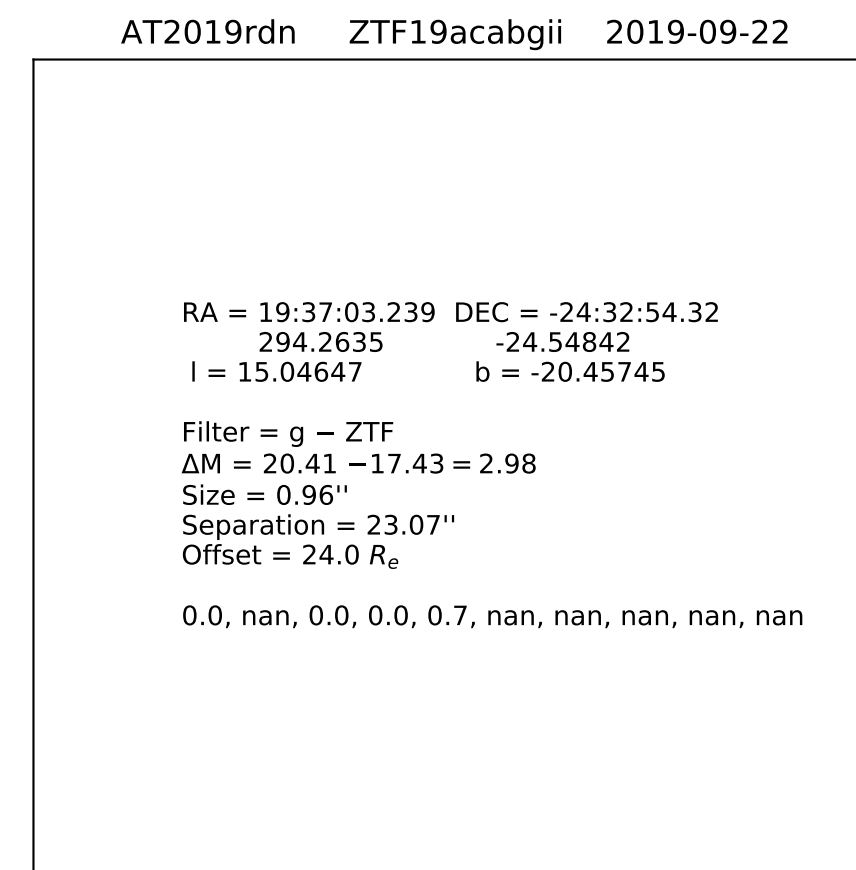 AT2019rdn ZTF19acabgii 2019-09-22
RA = 19:37:03.239 DEC = -24:32:54.32
294.2635 -24.54842
l = 15.04647 b = -20.45745
Filter = g − ZTF
ΔM = 20.41 −17.43 = 2.98
Size = 0.96''
Separation = 23.07''
Offset = 24.0 Re
0.0, nan, 0.0, 0.0, 0.7, nan, nan, nan, nan, nan